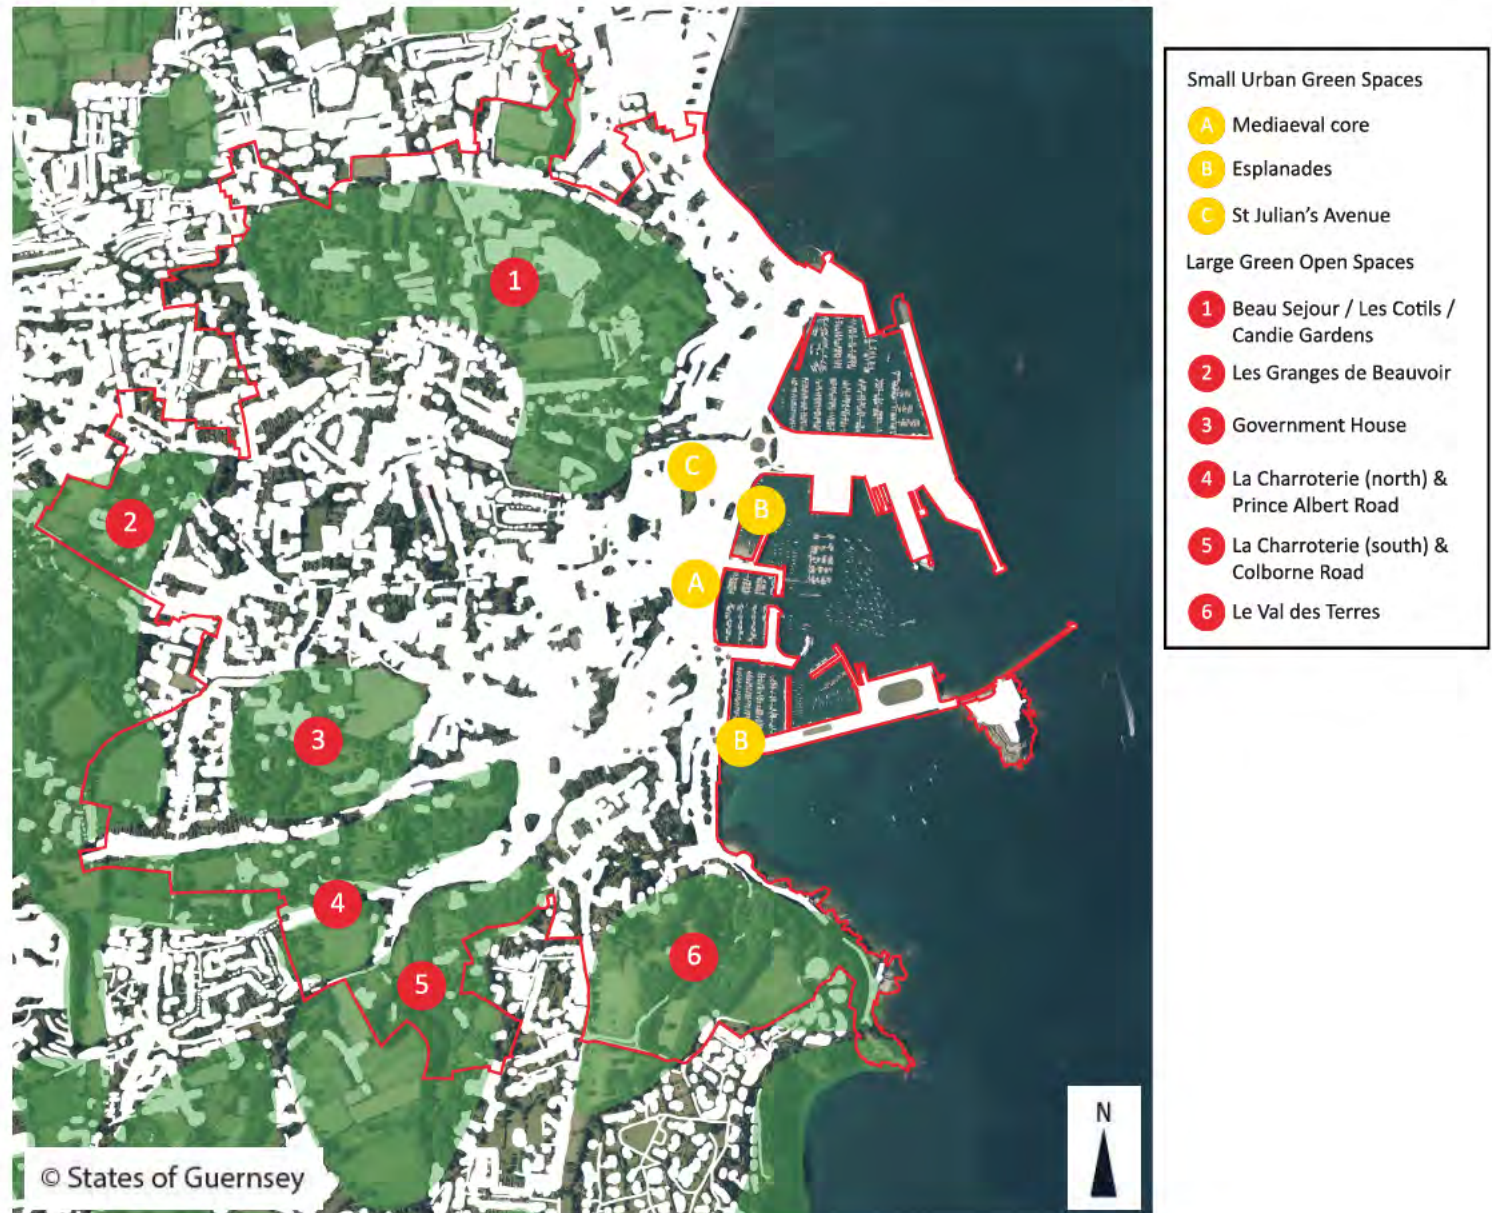 Small Urban Green Spaces
A Mediaeval core
B Esplanades
C St Julian's Avenue
Large Green Open Spaces
1 Beau Sejour / Les Cotils /
Candie Gardens
2 Les Granges de Beauvoir
3 Government House
4 La Charroterie (north) &
Prince Albert Road
5 La Charroterie (south) &
Colborne Road
6 Le Val des Terres
1
C
2
B
A
3
B
4
6
5
N
© States of Guernsey